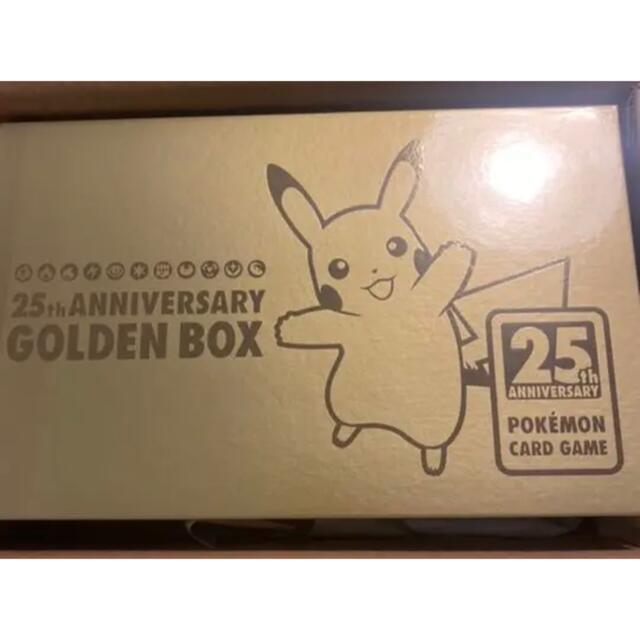 25th ANNIVERSARY
GOLDEN BOX
25th
ANNIVERSARY
POKÉMON
CARD GAME